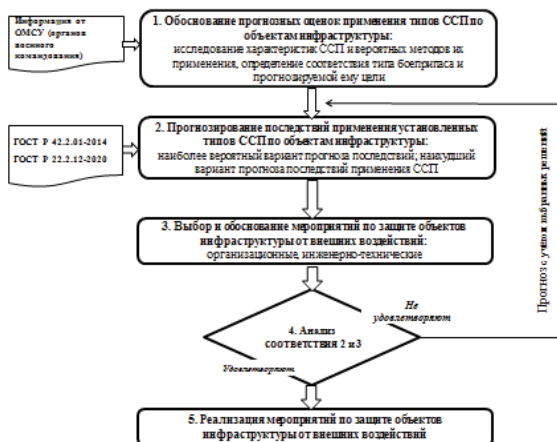 Информация от
ОМСУ (органов
военного
командования)
1. Обоснование прогнозных оценок применения типов ССП по
объектам инфраструктуры:
исследование характеристик ССП и вероятных методов их
применения, определение соответствия типа боеприпаса и
прогнозируемой ему цели
ГОСТ Р 42.2.01-2014
ГОСТ Р 22.2.12-2020
2. Прогнозирование последствий применения установленных
типов ССП по объектам инфраструктуры:
наиболее вероятный вариант прогноза последствий; наихудший
вариант прогноза последствий применения ССП
3. Выбор и обоснование мероприятий по защите объектов
инфраструктуры от внешних воздействий:
организационные, инженерно-технические
Не
удовлетворяют
4. Анализ
соответствия 2 и 3
Удовлетворяют
Прогноз с учетом выбранных решений
5. Реализация мероприятий по защите объектов
инфраструктуры от внешних воздействий